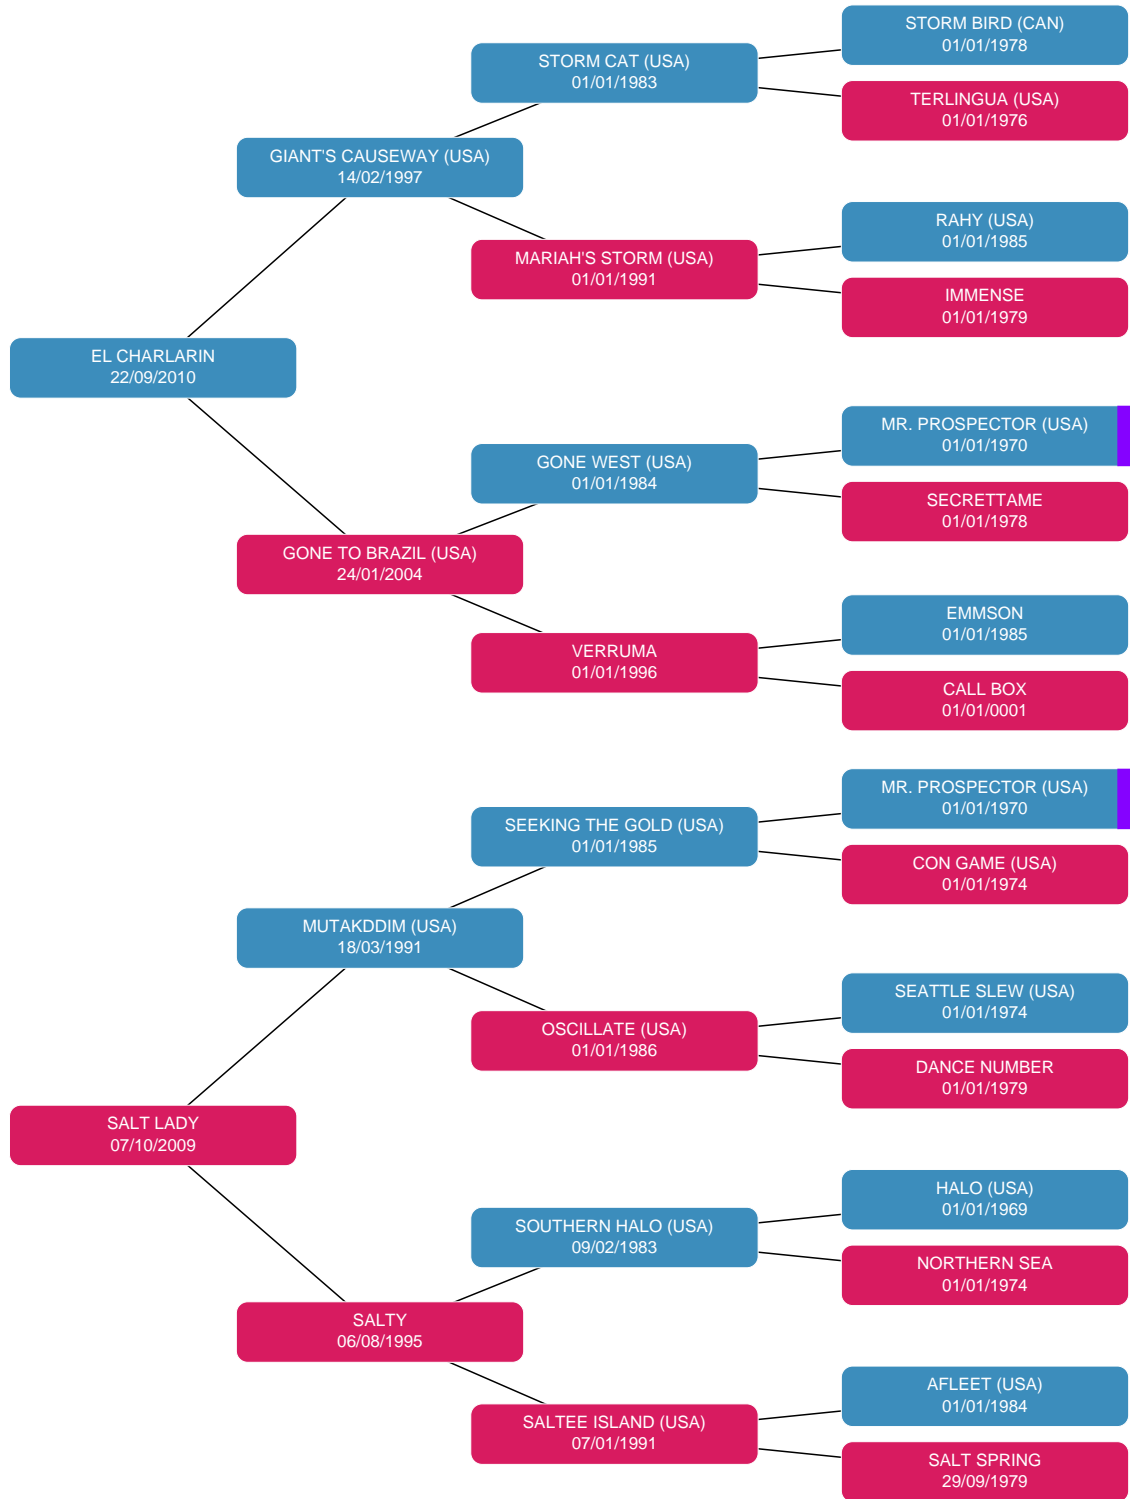 STORM BIRD (CAN)
01/01/1978
STORM CAT (USA)
01/01/1983
TERLINGUA (USA)
01/01/1976
GIANT'S CAUSEWAY (USA)
14/02/1997
RAHY (USA)
01/01/1985
MARIAH'S STORM (USA)
01/01/1991
IMMENSE
01/01/1979
EL CHARLARIN
22/09/2010
MR. PROSPECTOR (USA)
01/01/1970
GONE WEST (USA)
01/01/1984
SECRETTAME
01/01/1978
GONE TO BRAZIL (USA)
24/01/2004
EMMSON
01/01/1985
VERRUMA
01/01/1996
CALL BOX
01/01/0001
MR. PROSPECTOR (USA)
01/01/1970
SEEKING THE GOLD (USA)
01/01/1985
CON GAME (USA)
01/01/1974
MUTAKDDIM (USA)
18/03/1991
SEATTLE SLEW (USA)
01/01/1974
OSCILLATE (USA)
01/01/1986
DANCE NUMBER
01/01/1979
SALT LADY
07/10/2009
HALO (USA)
01/01/1969
SOUTHERN HALO (USA)
09/02/1983
NORTHERN SEA
01/01/1974
SALTY
06/08/1995
AFLEET (USA)
01/01/1984
SALTEE ISLAND (USA)
07/01/1991
SALT SPRING
29/09/1979